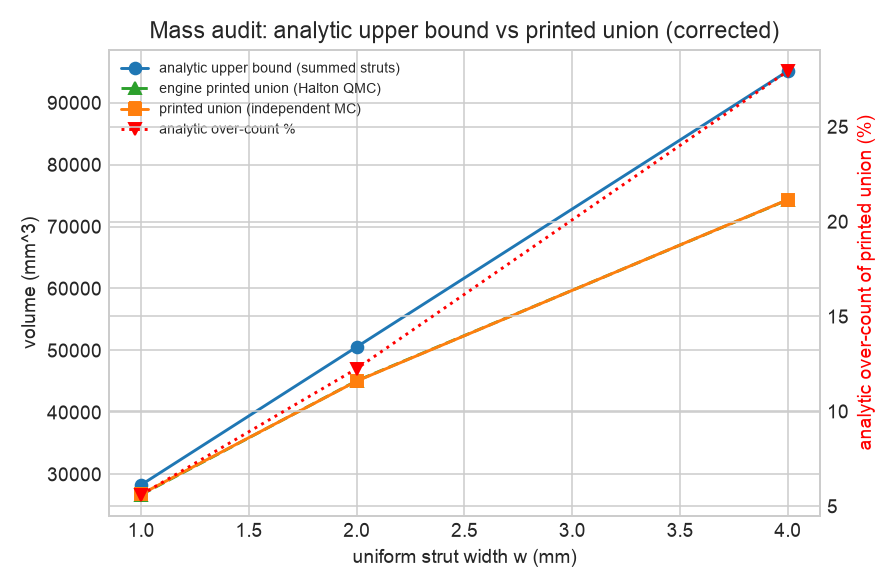 Mass audit: analytic upper bound vs printed union (corrected)
analytic upper bound (summed struts)
engine printed union (Halton QMC)
printed union (independent MC)
analytic over-count %
volume (mm^3)
90000
80000
70000
60000
50000
40000
30000
25
20
15
10
5
analytic over-count of printed union (%)
1.0 1.5 2.0 2.5 3.0 3.5 4.0
uniform strut width w (mm)